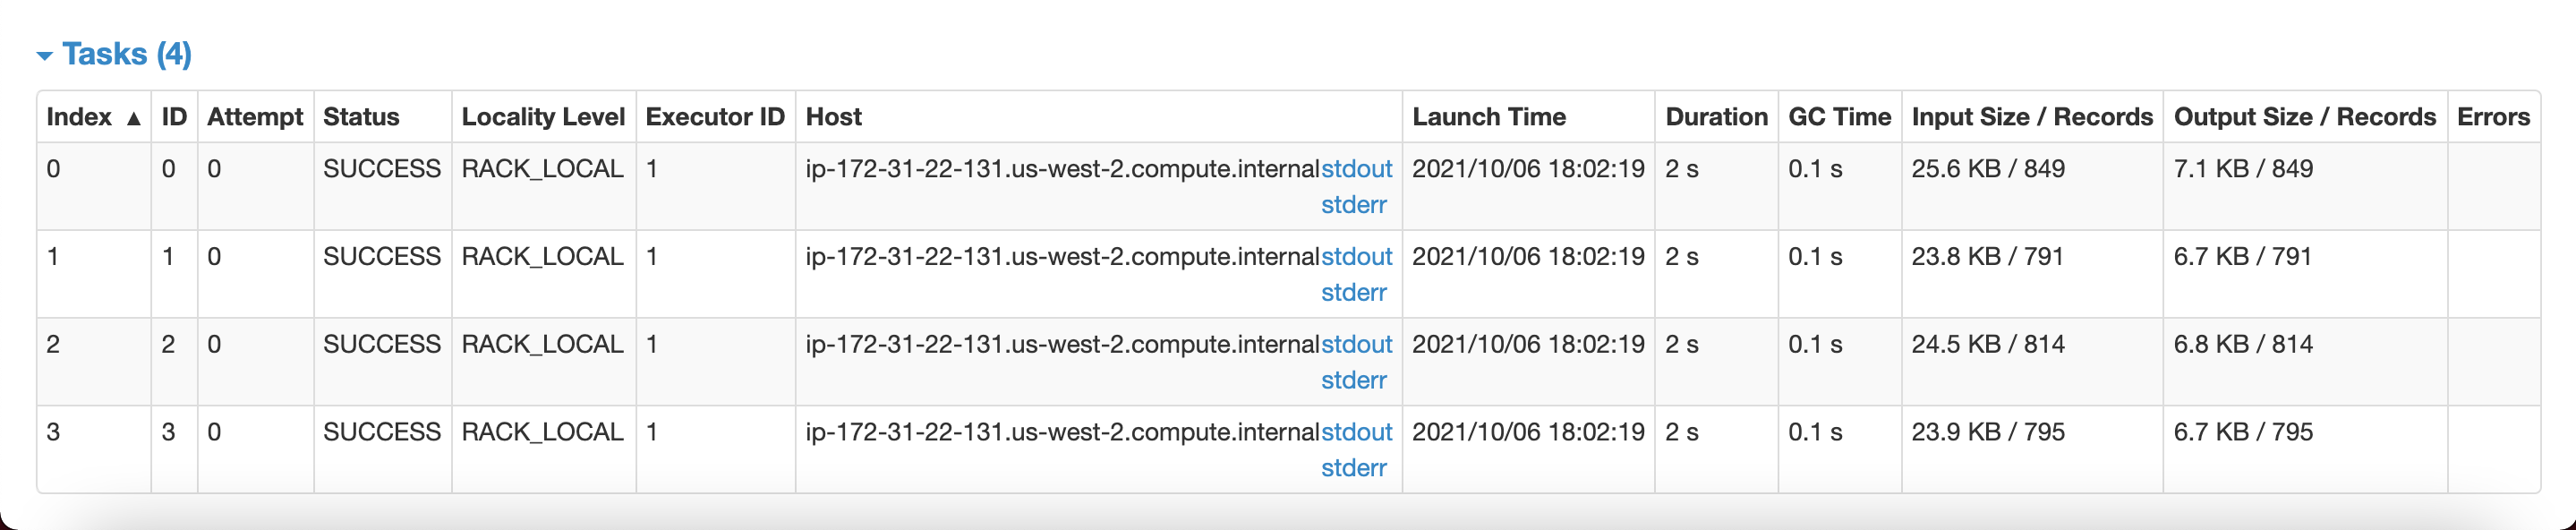 Tasks (4)
Index ▲ ID Attempt Status Locality Level Executor ID Host Launch Time Duration GC Time Input Size / Records Output Size / Records Errors
0 0 0 SUCCESS RACK_LOCAL 1 ip-172-31-22-131.us-west-2.compute.internal stdout 2021/10/06 18:02:19 2 s 0.1 s 25.6 KB / 849 7.1 KB / 849
stderr
1 1 0 SUCCESS RACK_LOCAL 1 ip-172-31-22-131.us-west-2.compute.internal stdout 2021/10/06 18:02:19 2 s 0.1 s 23.8 KB / 791 6.7 KB / 791
stderr
2 2 0 SUCCESS RACK_LOCAL 1 ip-172-31-22-131.us-west-2.compute.internal stdout 2021/10/06 18:02:19 2 s 0.1 s 24.5 KB / 814 6.8 KB / 814
stderr
3 3 0 SUCCESS RACK_LOCAL 1 ip-172-31-22-131.us-west-2.compute.internal stdout 2021/10/06 18:02:19 2 s 0.1 s 23.9 KB / 795 6.7 KB / 795
stderr